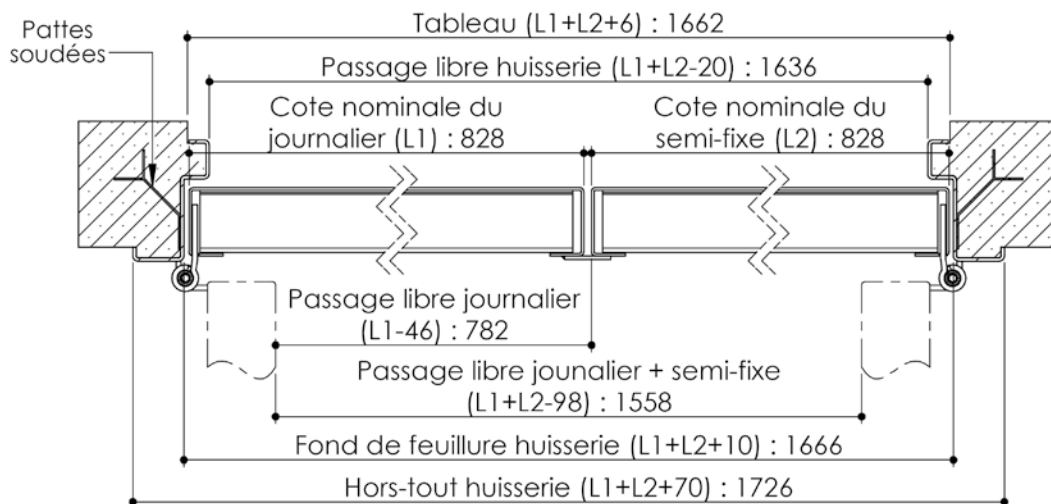 Tableau (L1+L2+6) : 1662
Pattes
soudées
Passage libre huisserie (L1+L2-20) : 1636
Cote nominale du
journalier (L1) : 828
Cote nominale du
semi-fixe (L2) : 828
Passage libre journalier
(L1-46) : 782
Passage libre jounalier + semi-fixe
(L1+L2-98) : 1558
Fond de feuillure huisserie (L1+L2+10) : 1666
Hors-tout huisserie (L1+L2+70) : 1726